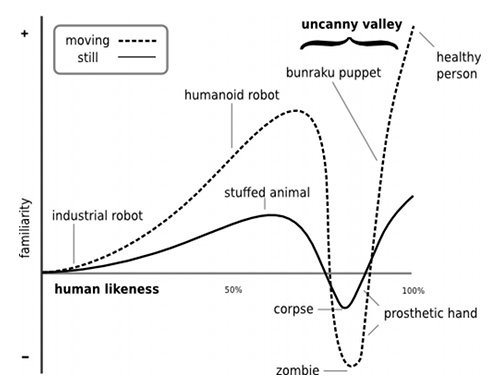 +
uncanny valley
moving
still
healthy
person
bunraku puppet
humanoid robot
stuffed animal
industrial robot
familiarity
human likeness
50%
100%
corpse
prosthetic hand
–
zombie